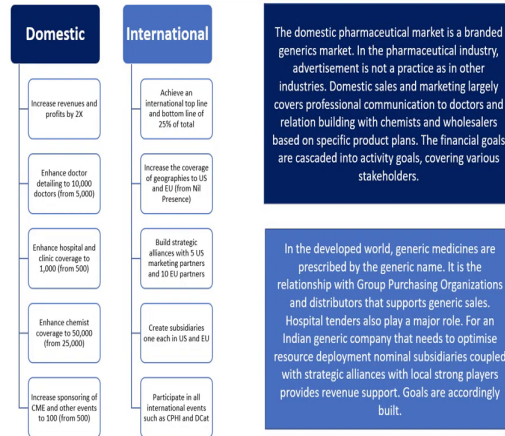 Domestic
Increase revenues and
profits by 2X
Enhance doctor
detailing to 10,000
doctors (from 5,000)
Enhance hospital and
clinic coverage to
1,000 (from 500)
Enhance chemist
coverage to 50,000
(from 25,000)
Increase sponsoring of
CME and other events
to 100 (from 500)
International
Achieve an
international top line
and bottom line of
25% of total
Increase the coverage
of geographies to US
and EU (from Nil
Presence)
Build strategic
alliances with 5 US
marketing partners
and 10 EU partners
Create subsidiaries
one each in US and EU
Participate in all
international events
such as CPHI and DCat
The domestic pharmaceutical market is a branded
generics market. In the pharmaceutical industry,
advertisement is not a practice as in other
industries. Domestic sales and marketing largely
covers professional communication to doctors and
relation building with chemists and wholesalers
based on specific product plans. The financial goals
are cascaded into activity goals, covering various
stakeholders.
In the developed world, generic medicines are
prescribed by the generic name. It is the
relationship with Group Purchasing Organizations
and distributors that supports generic sales.
Hospital tenders also play a major role. For an
Indian generic company that needs to optimise
resource deployment nominal subsidiaries coupled
with strategic alliances with local strong players
provides revenue support. Goals are accordingly
built.